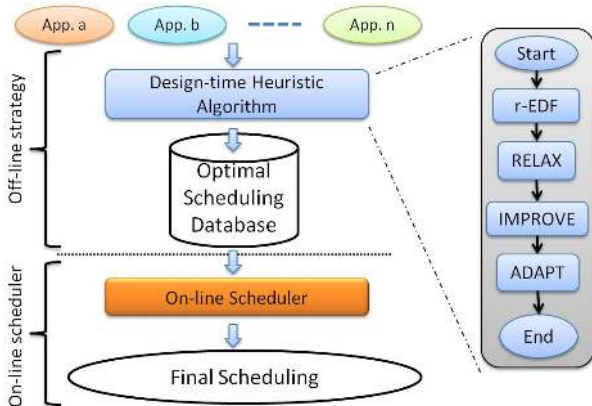 App. a
App. b
App. n
Off-line strategy
Design-time Heuristic
Algorithm
Optimal
Scheduling
Database
On-line scheduler
On-line Scheduler
Final Scheduling
Start
r-EDF
RELAX
IMPROVE
ADAPT
End